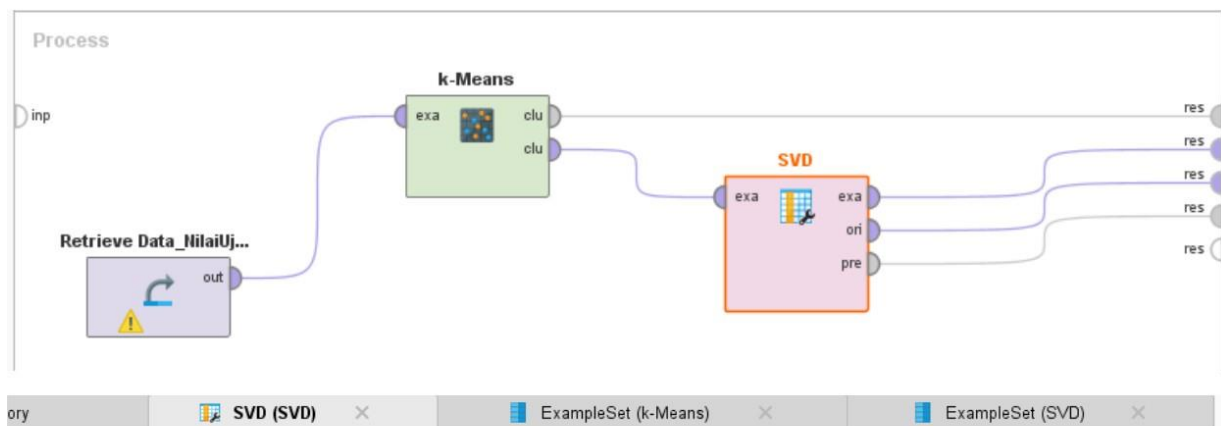 Process
inp
k-Means
exa
clu
clu
res
res
res
res
res
SVD
exa
exa
ori
pre
Retrieve Data_NilaiUj...
out
ory
SVD (SVD)
ExampleSet (k-Means)
ExampleSet (SVD)